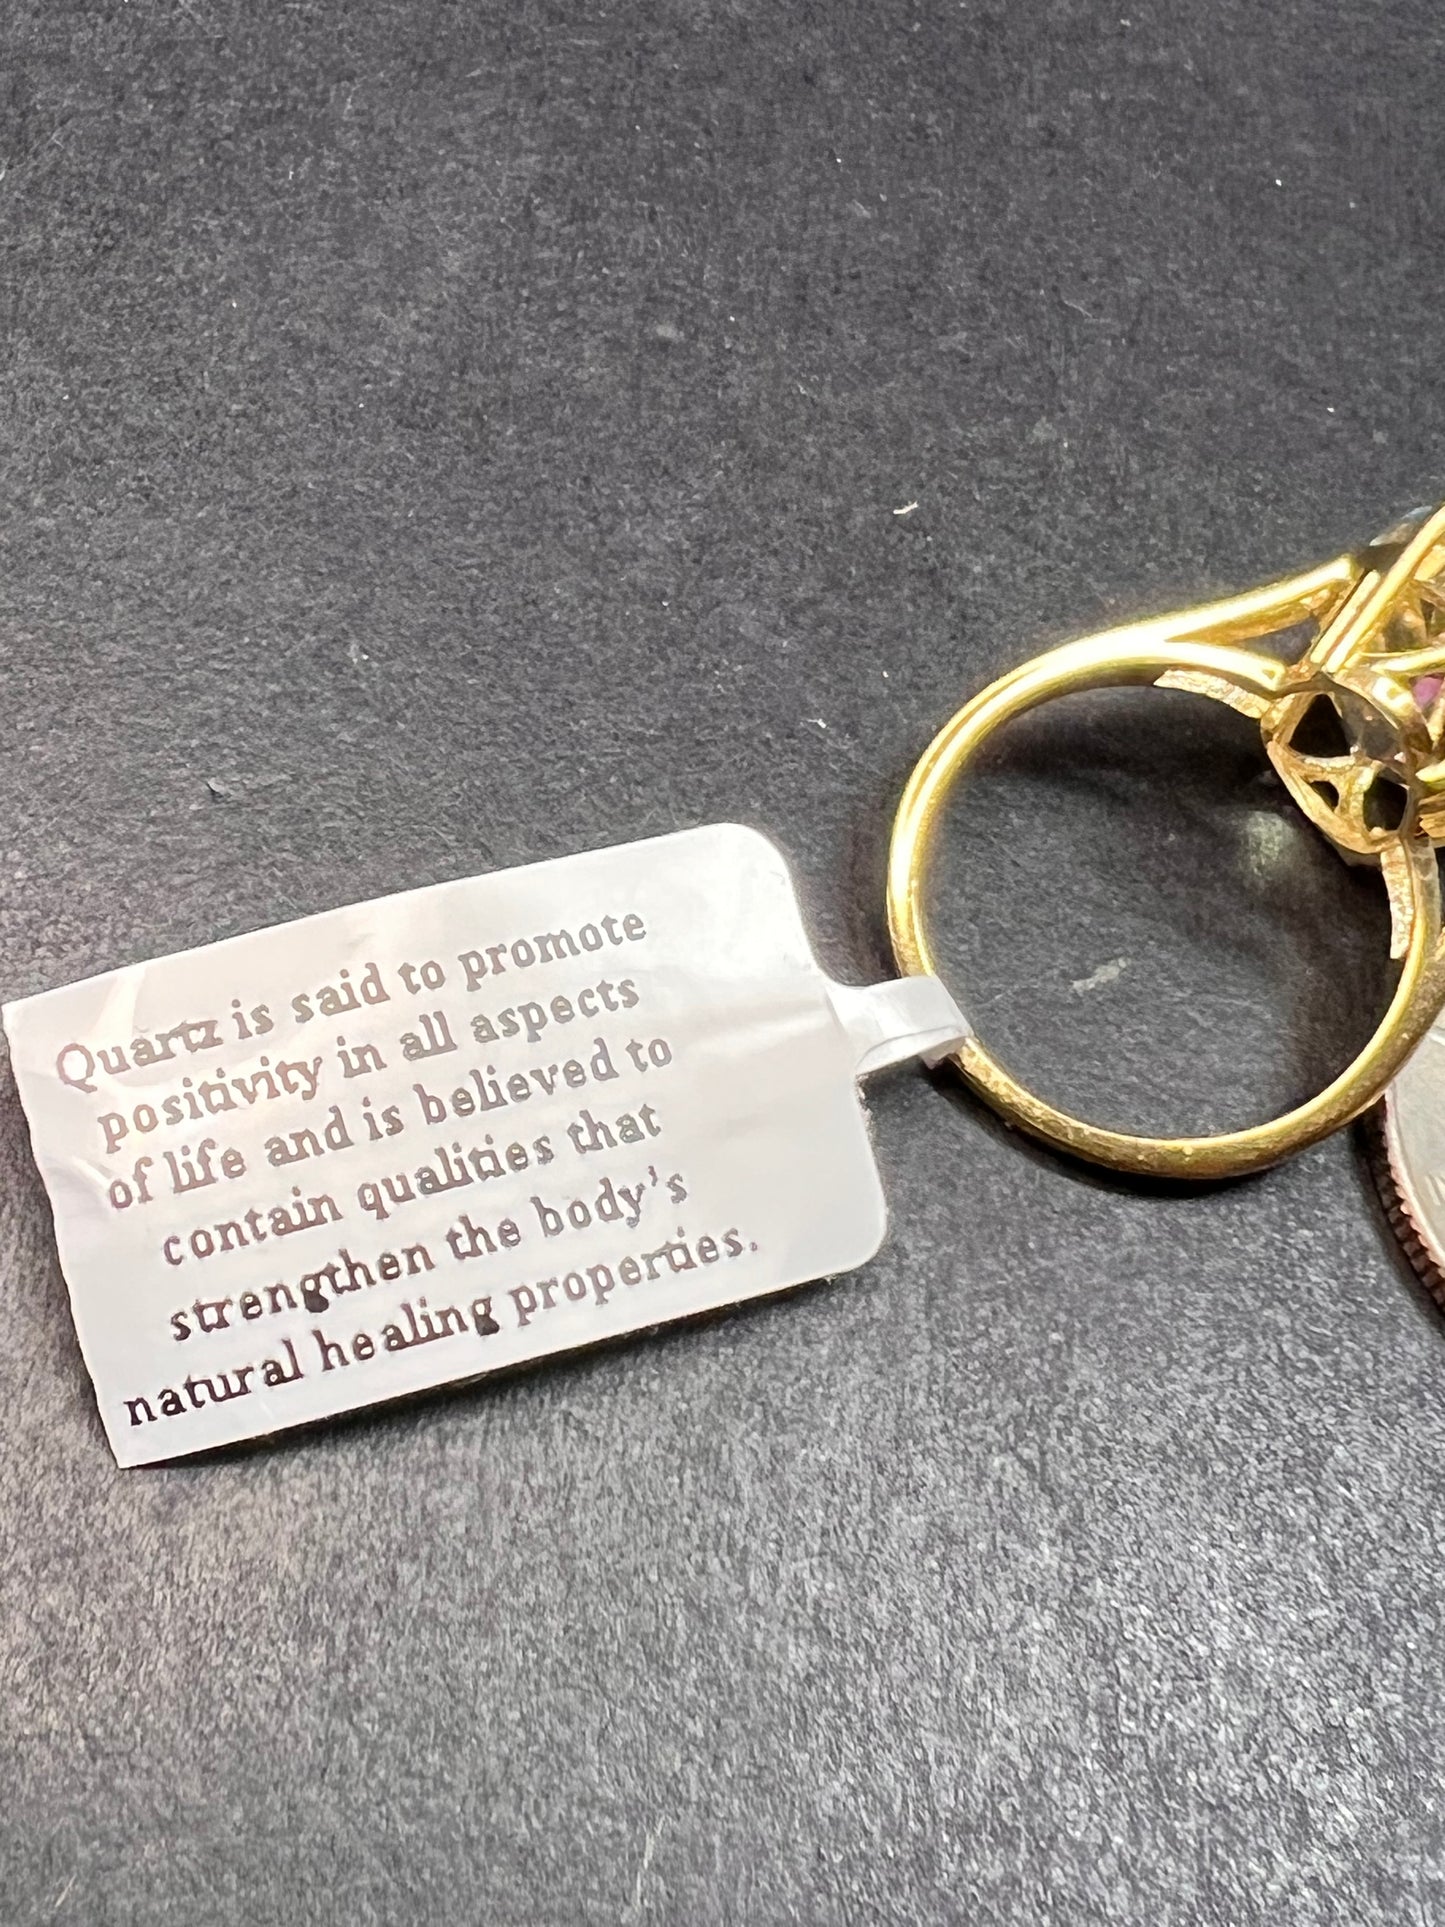 Quartz is said to promote
positivity in all aspects
of life and is believed to
contain qualities that
strengthen the body's
natural healing properties.